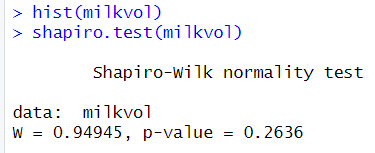 > hist(milkvol)
> shapiro.test(milkvol)
Shapiro-Wilk normality test
data:  milkvol
W = 0.94945, p-value = 0.2636